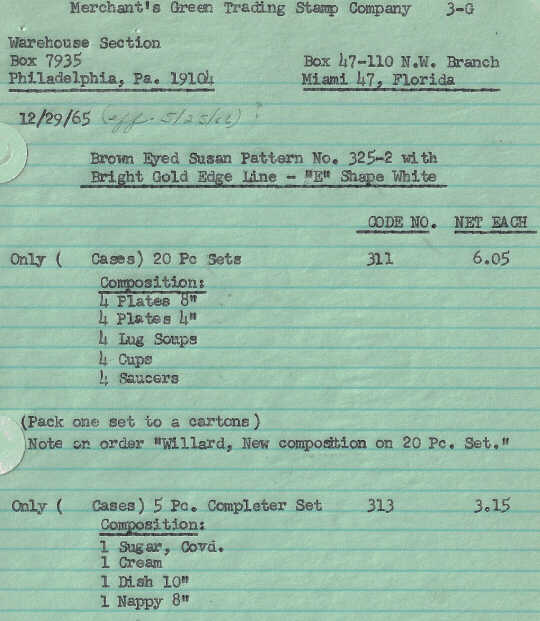 Merchant's Green Trading Stamp Company 3-G
Warehouse Section
Box 7935 Box 47-110 N.W. Branch
Philadelphia, Pa. 19104 Miami 47, Florida
12/29/65 (eff. 5/25/66) ?
Brown Eyed Susan Pattern No. 325-2 with
Bright Gold Edge Line - "E" Shape White
CODE NO. NET EACH
Only ( Cases) 20 Pc Sets 311 6.05
Composition:
4 Plates 8"
4 Plates 4"
4 Lug Soups
4 Cups
4 Saucers
(Pack one set to a cartons)
Note on order "Willard, New composition on 20 Pc. Set."
Only ( Cases) 5 Pc. Completer Set 313 3.15
Composition:
1 Sugar, Covd.
1 Cream
1 Dish 10"
1 Nappy 8"